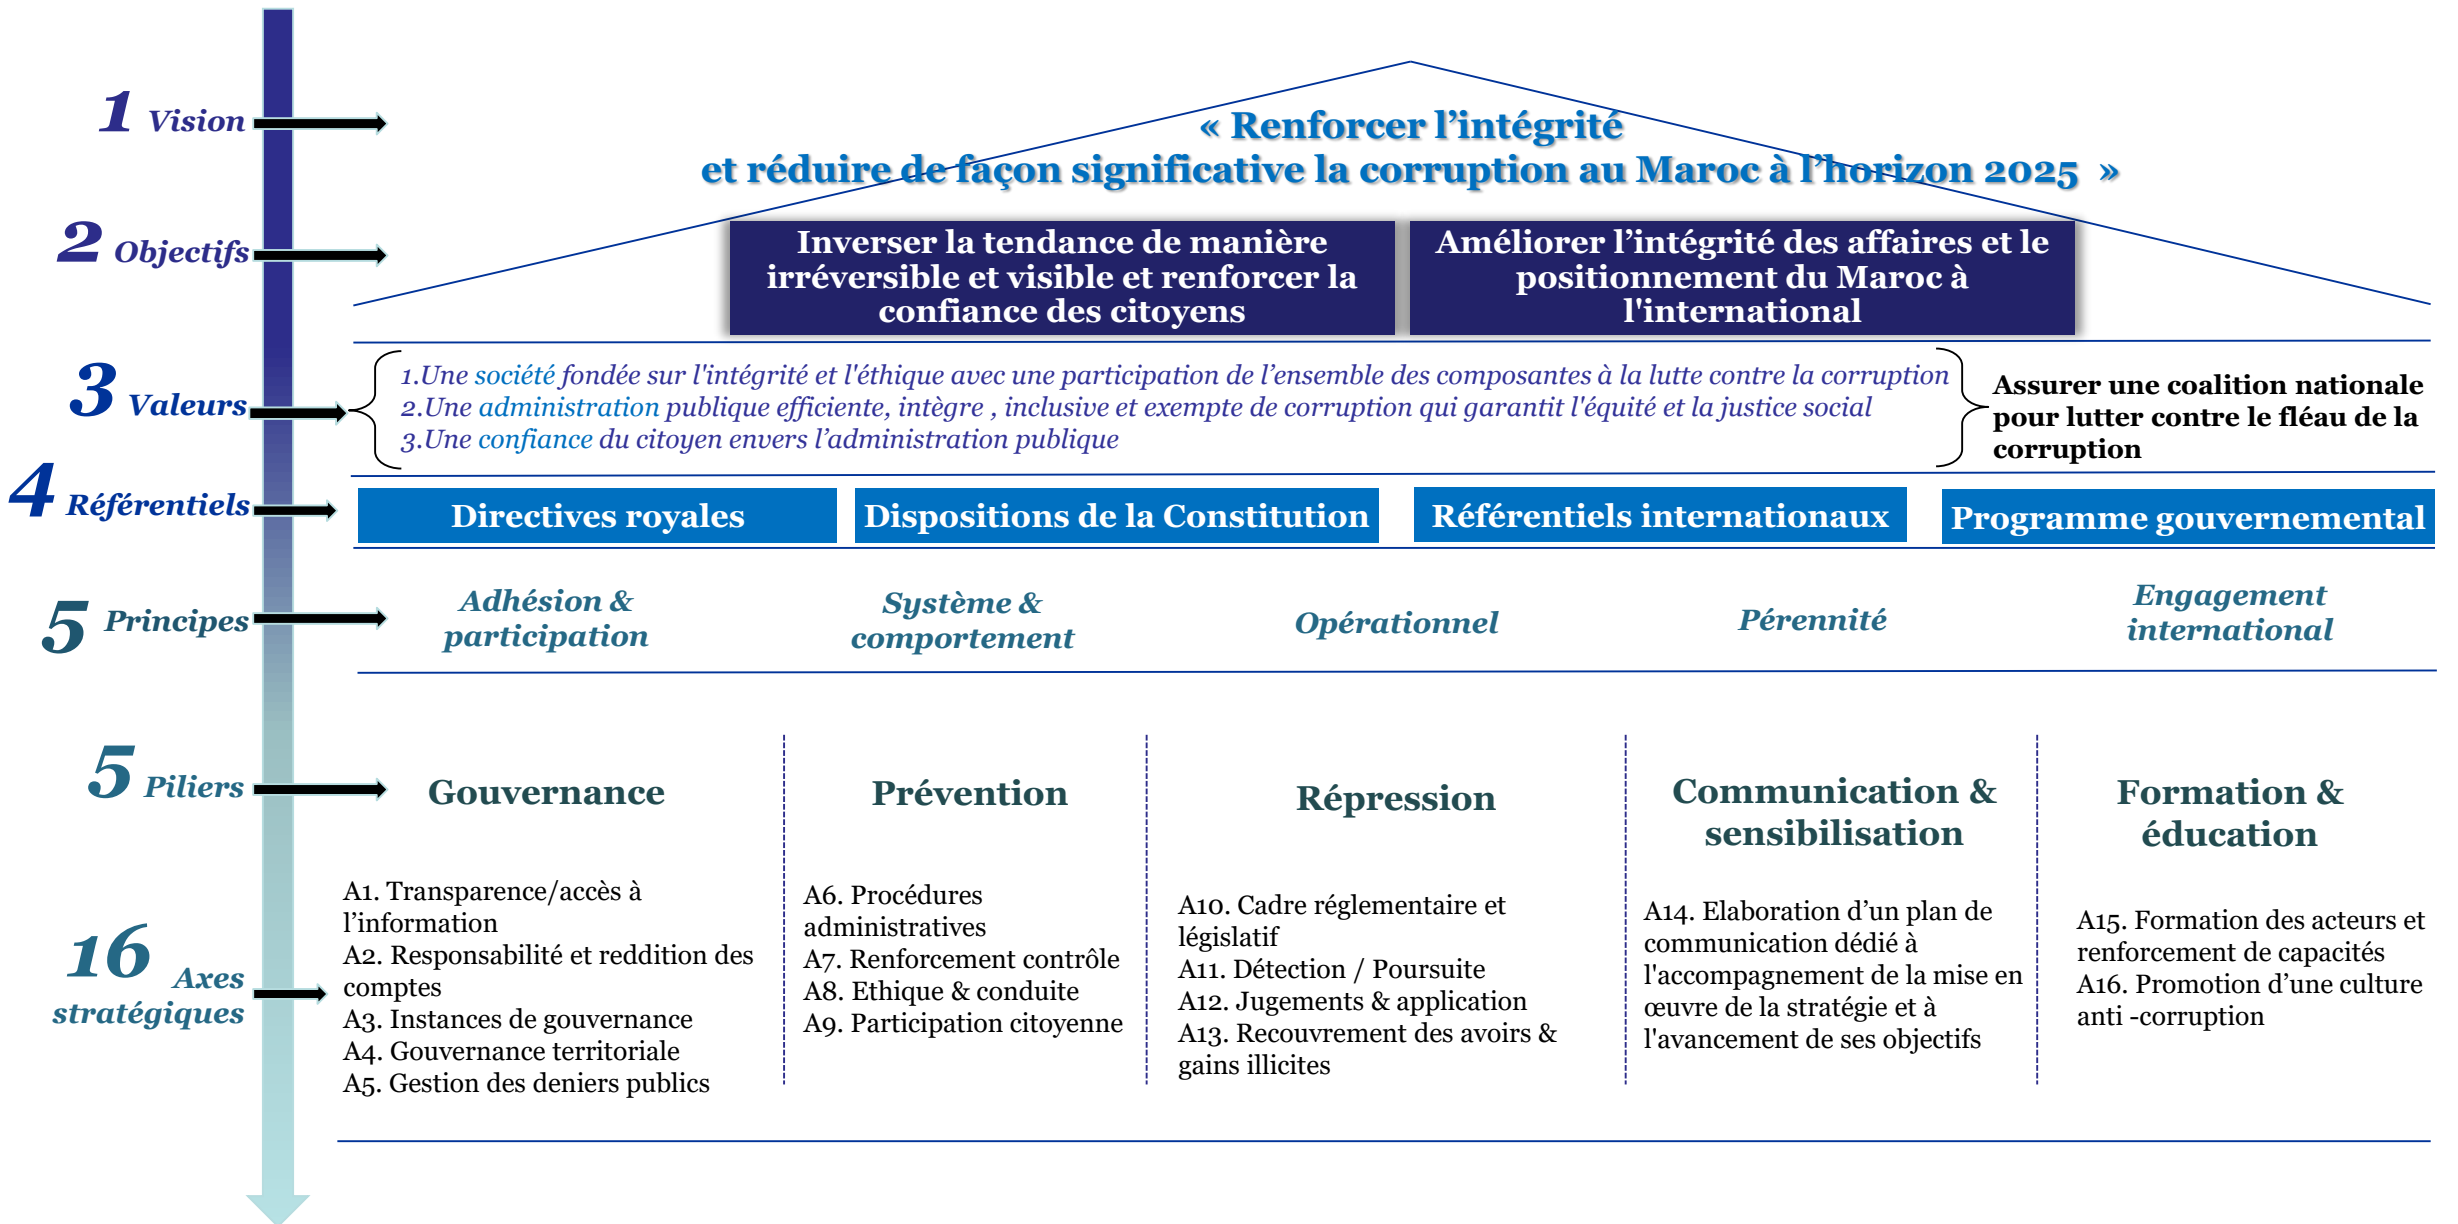 1 Vision
« Renforcer l’intégrité
et réduire de façon significative la corruption au Maroc à l’horizon 2025 »
2 Objectifs
Inverser la tendance de manière
irréversible et visible et renforcer la
confiance des citoyens
Améliorer l’intégrité des affaires et le
positionnement du Maroc à
l'international
3 Valeurs
1.Une société fondée sur l'intégrité et l'éthique avec une participation de l’ensemble des composantes à la lutte contre la corruption
2.Une administration publique efficiente, intègre , inclusive et exempte de corruption qui garantit l'équité et la justice social
3.Une confiance du citoyen envers l’administration publique
Assurer une coalition nationale
pour lutter contre le fléau de la
corruption
4 Référentiels
Directives royales
Dispositions de la Constitution
Référentiels internationaux
Programme gouvernemental
5 Principes
Adhésion &
participation
Système &
comportement
Opérationnel
Pérennité
Engagement
international
5 Piliers
Gouvernance
Prévention
Répression
Communication &
sensibilisation
Formation &
éducation
16 Axes
stratégiques
A1. Transparence/accès à
l’information
A2. Responsabilité et reddition des
comptes
A3. Instances de gouvernance
A4. Gouvernance territoriale
A5. Gestion des deniers publics
A6. Procédures
administratives
A7. Renforcement contrôle
A8. Ethique & conduite
A9. Participation citoyenne
A10. Cadre réglementaire et
législatif
A11. Détection / Poursuite
A12. Jugements & application
A13. Recouvrement des avoirs &
gains illicites
A14. Elaboration d’un plan de
communication dédié à
l'accompagnement de la mise en
œuvre de la stratégie et à
l'avancement de ses objectifs
A15. Formation des acteurs et
renforcement de capacités
A16. Promotion d’une culture
anti -corruption